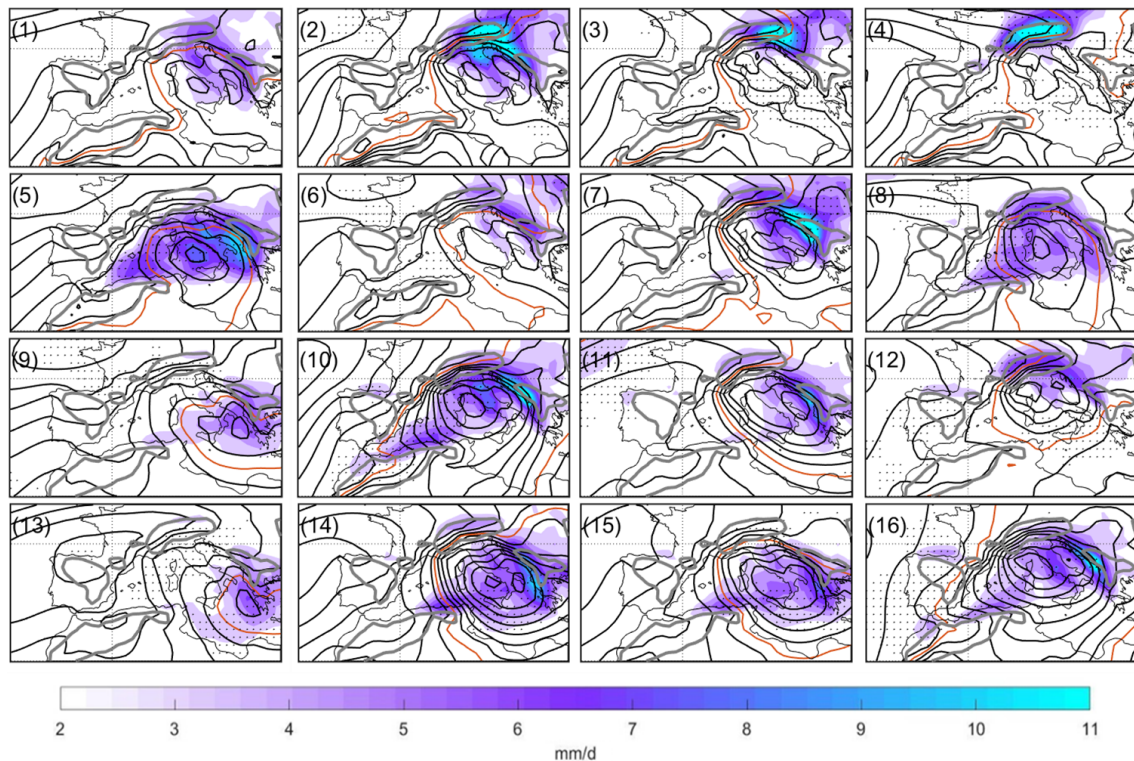 (1) (2) (3) (4)
(5) (6) (7) (8)
(9) (10) (11) (12)
(13) (14) (15) (16)
2 3 4 5 6 7 8 9 10 11
mm/d